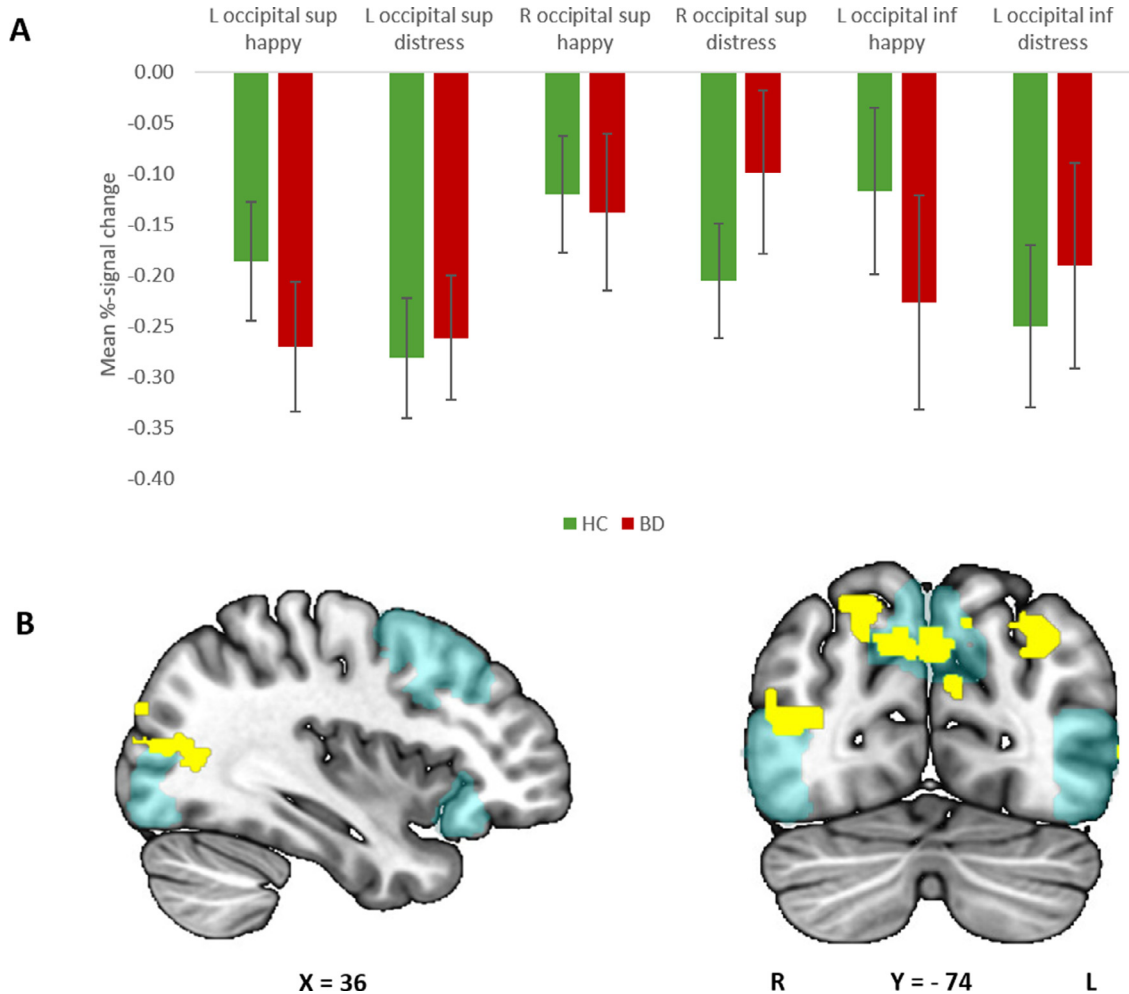 A
L occipital sup happy
L occipital sup distress
R occipital sup happy
R occipital sup distress
L occipital inf happy
L occipital inf distress
Mean %-signal change
0.00
-0.05
-0.10
-0.15
-0.20
-0.25
-0.30
-0.35
-0.40
HC BD
B
X = 36
R Y = - 74 L